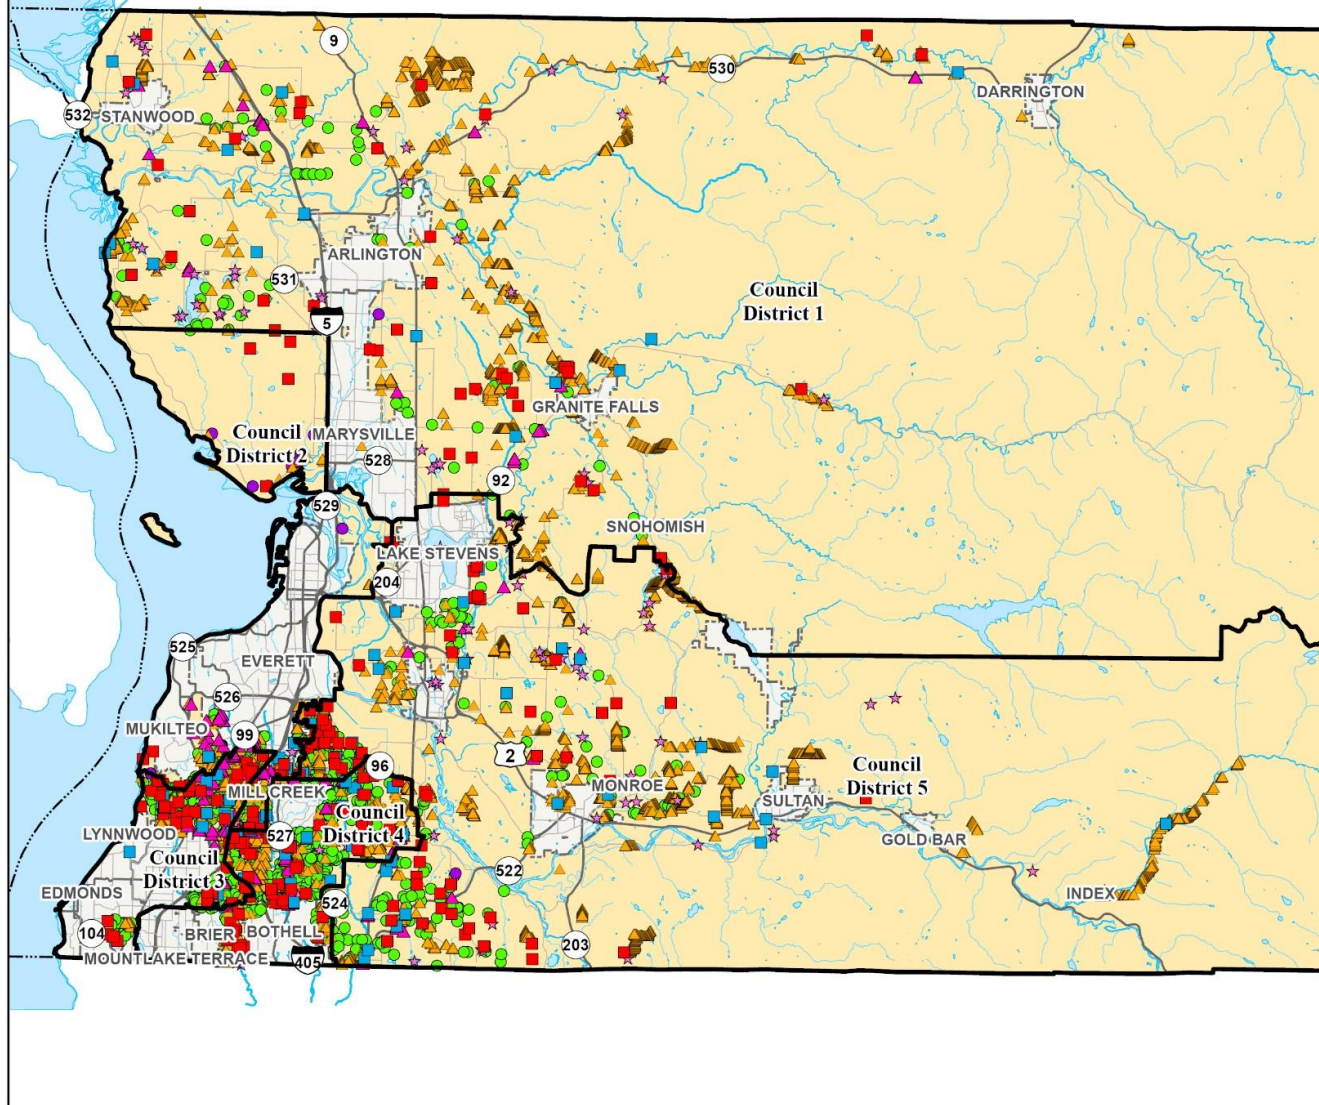 9
530
DARRINGTON
532
STANWOOD
ARLINGTON
531
Council
District 1
5
GRANITE FALLS
Council
District 2
MARYSVILLE
528
92
529
SNOHOMISH
LAKE STEVENS
204
525
EVERETT
526
MUKILTEO
99
2
96
MILL CREEK
MONROE
Council
District 5
SULTAN
Council
District 4
LYNNWOOD
527
GOLD BAR
Council
District 3
522
EDMONDS
INDEX
524
104
BRIER
BOTHELL
203
MOUNTLAKE TERRACE
405